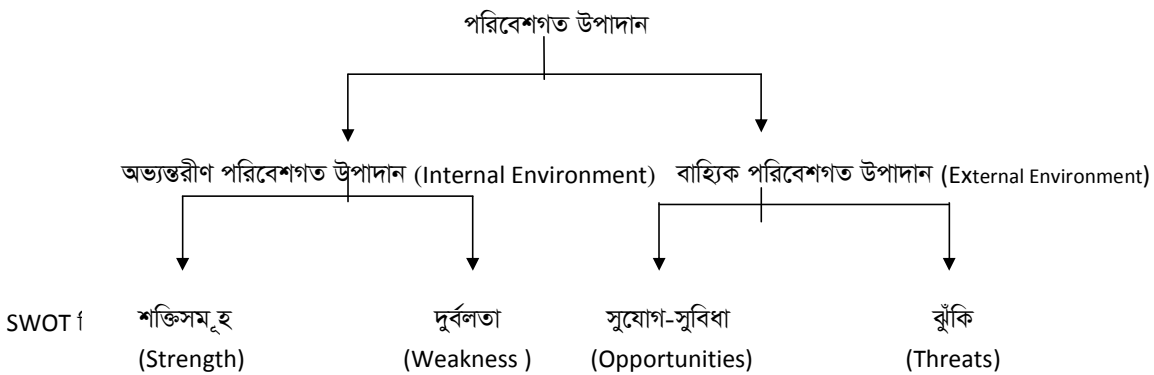 পরিবেশগত উপাদান
অভ্যন্তরীণ পরিবেশগত উপাদান (Internal Environment) বাহ্যিক পরিবেশগত উপাদান (External Environment)
SWOT শক্তিসমূহ দুর্বলতা সুযোগ-সুবিধা ঝুঁকি
(Strength) (Weakness ) (Opportunities) (Threats)